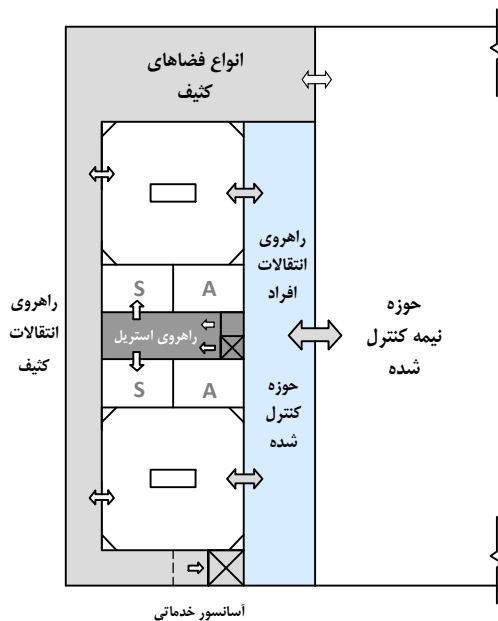 انواع فضاهای
کثیف
راهروی
انتقالات
افراد
حوزه
کنترل
شده
حوزه
نیمه کنترل
شده
راهروی
انتقالات
کثیف
S
A
راهروی استریل
S
A
آسانسور خدماتی